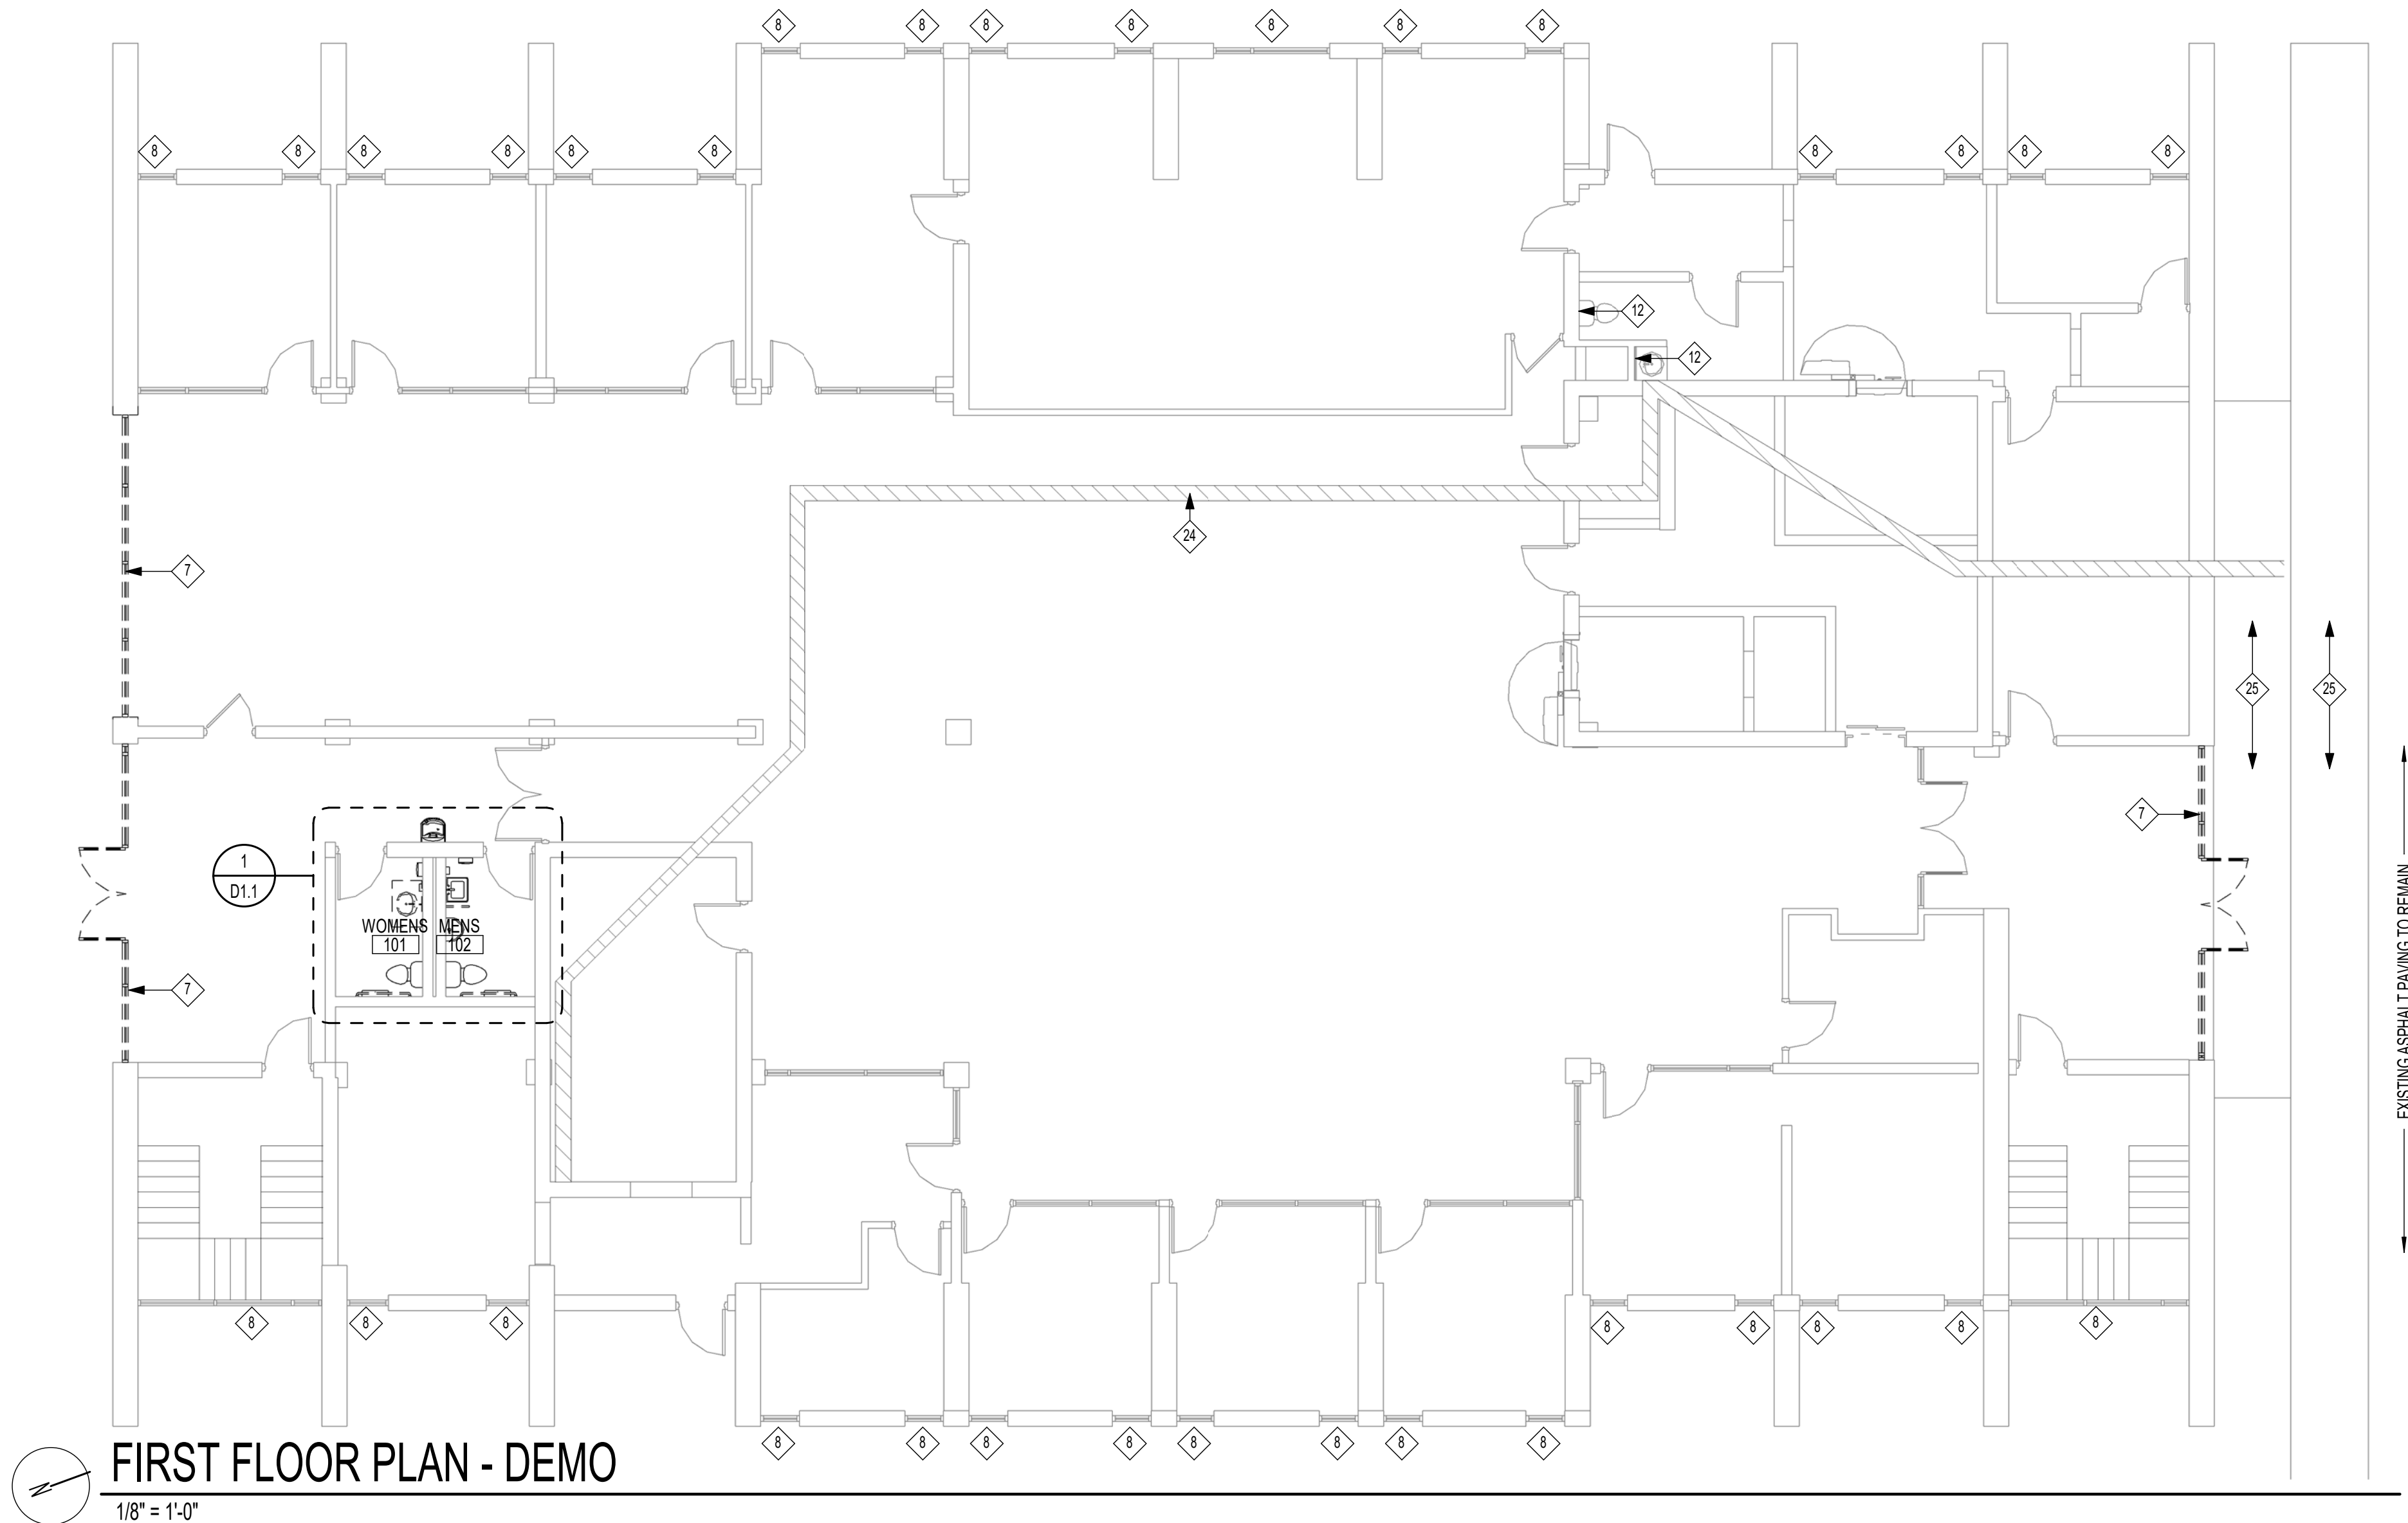 8 8 8 8 8 8 8
8 8 8 8 8 8 8 8 8 8
12
12
24
7
25 25
7
1
D1.1
WOMENS MENS
101 102
7
EXISTING ASPHALT PAVING TO REMAIN
8 8 8 8 8 8 8 8
8 8 8 8 8 8 8 8
N
FIRST FLOOR PLAN - DEMO
1/8" = 1'-0"